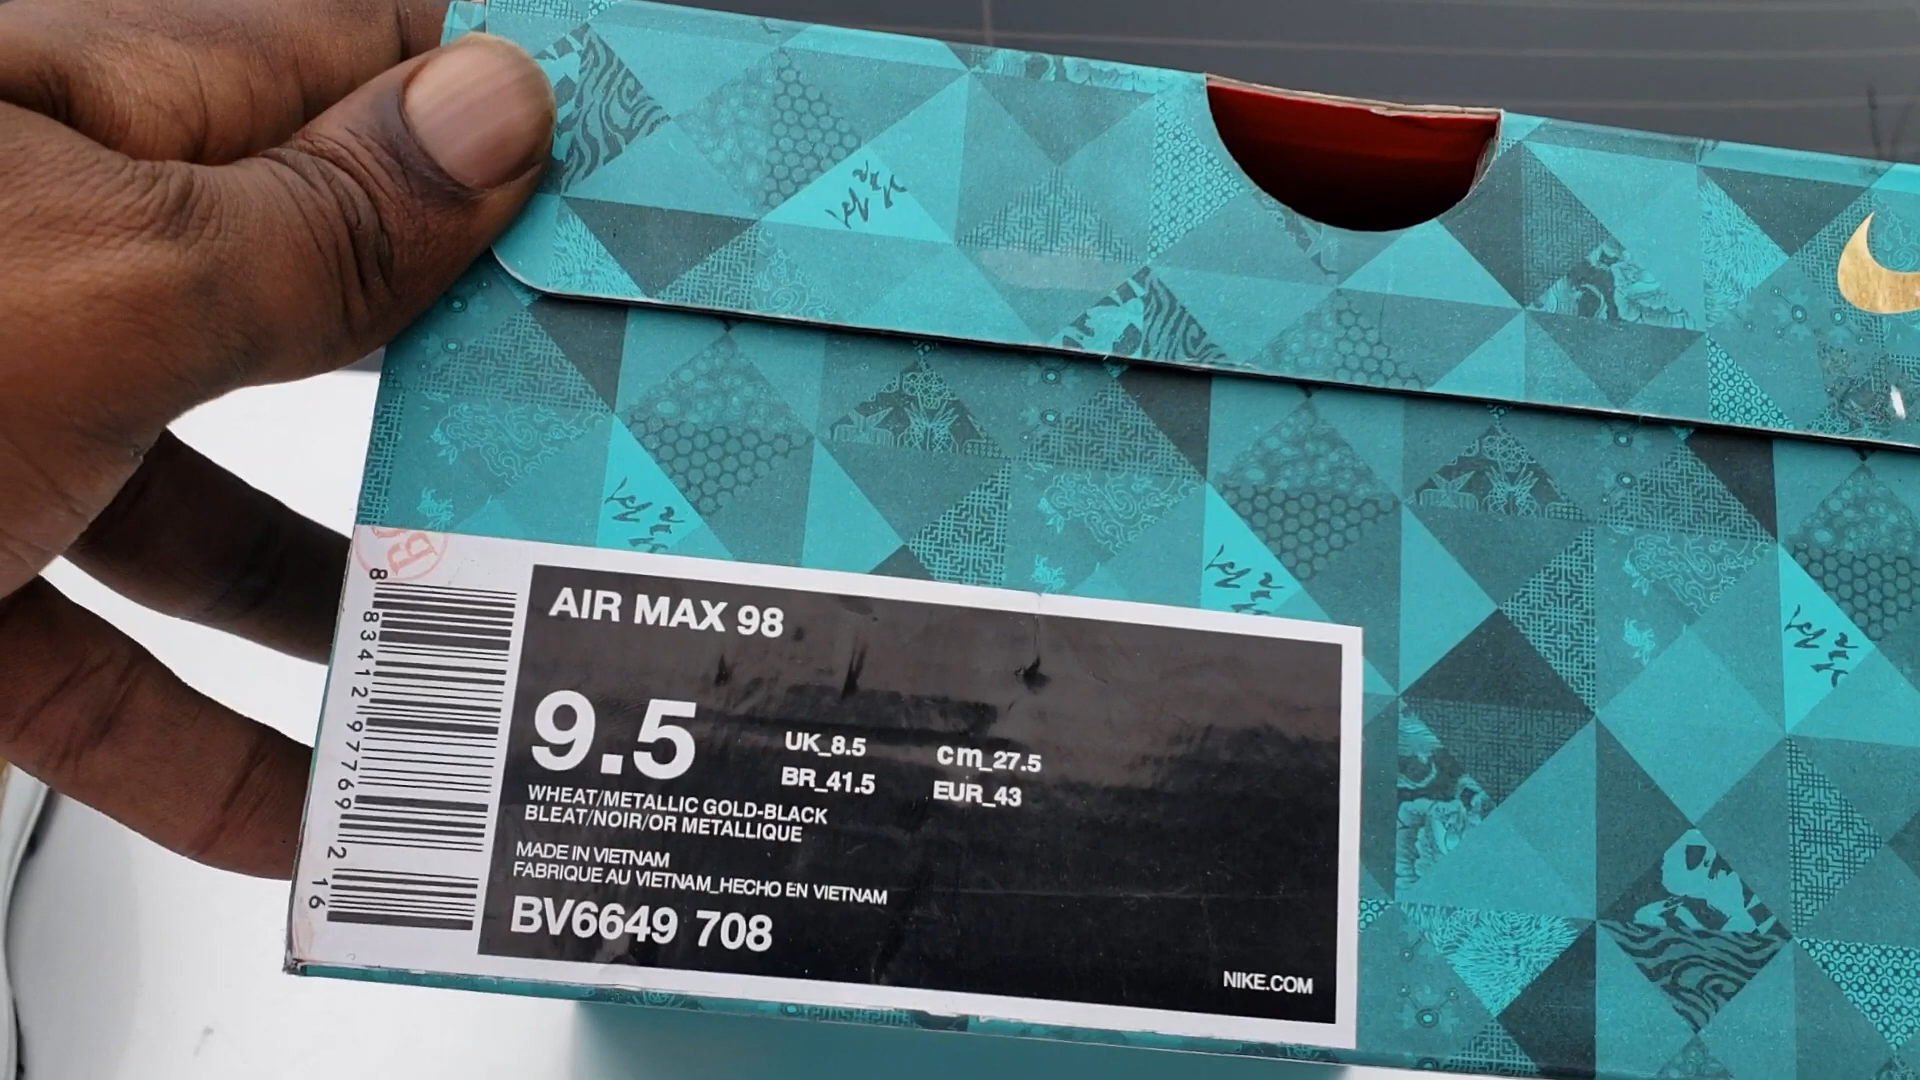 AIR MAX 98
9.5
UK_8.5 cm_27.5
BR_41.5 EUR_43
WHEAT/METALLIC GOLD-BLACK
BLEAT/NOIR/OR METALLIQUE
MADE IN VIETNAM
FABRIQUE AU VIETNAM_HECHO EN VIETNAM
BV6649 708
NIKE.COM
8 83412 97769 2 16